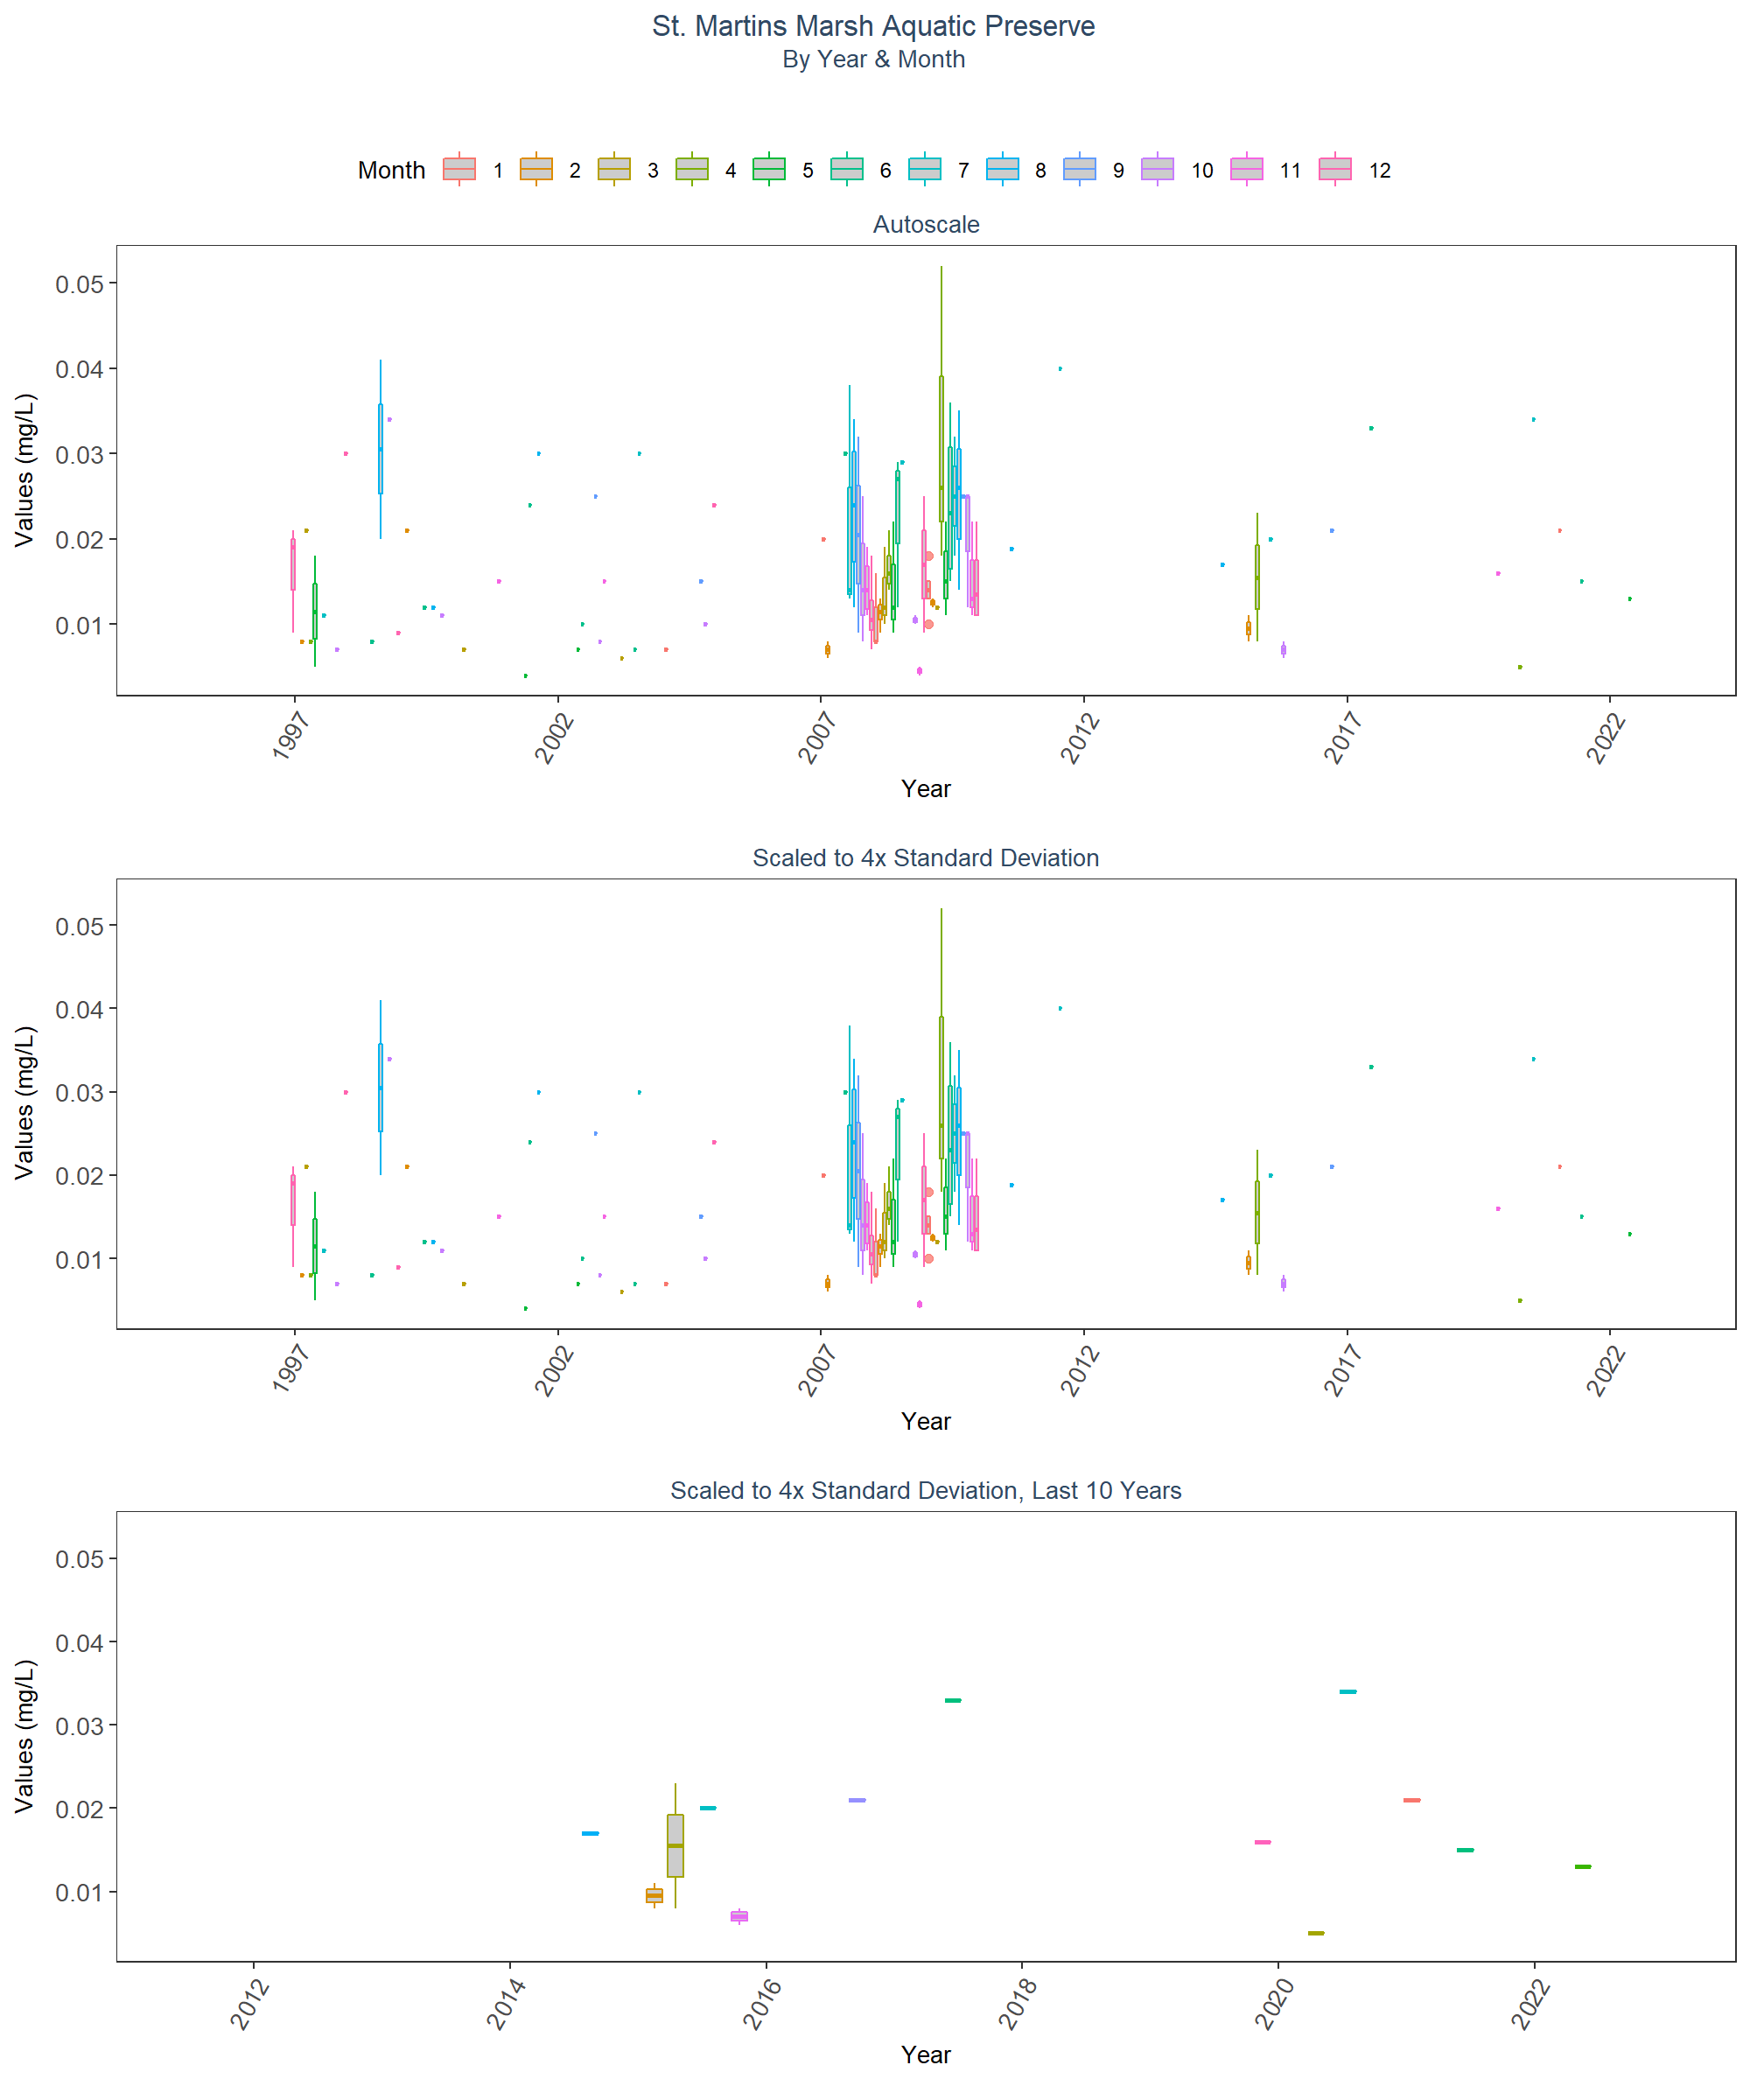 St. Martins Marsh Aquatic Preserve
By Year & Month
Month 1 2 3 4 5 6 7 8 9 10 11 12
Autoscale
Values (mg/L)
0.05
0.04
0.03
0.02
0.01
1997 2002 2007 2012 2017 2022
Year
Scaled to 4x Standard Deviation
Values (mg/L)
0.05
0.04
0.03
0.02
0.01
1997 2002 2007 2012 2017 2022
Year
Scaled to 4x Standard Deviation, Last 10 Years
Values (mg/L)
0.05
0.04
0.03
0.02
0.01
2012 2014 2016 2018 2020 2022
Year